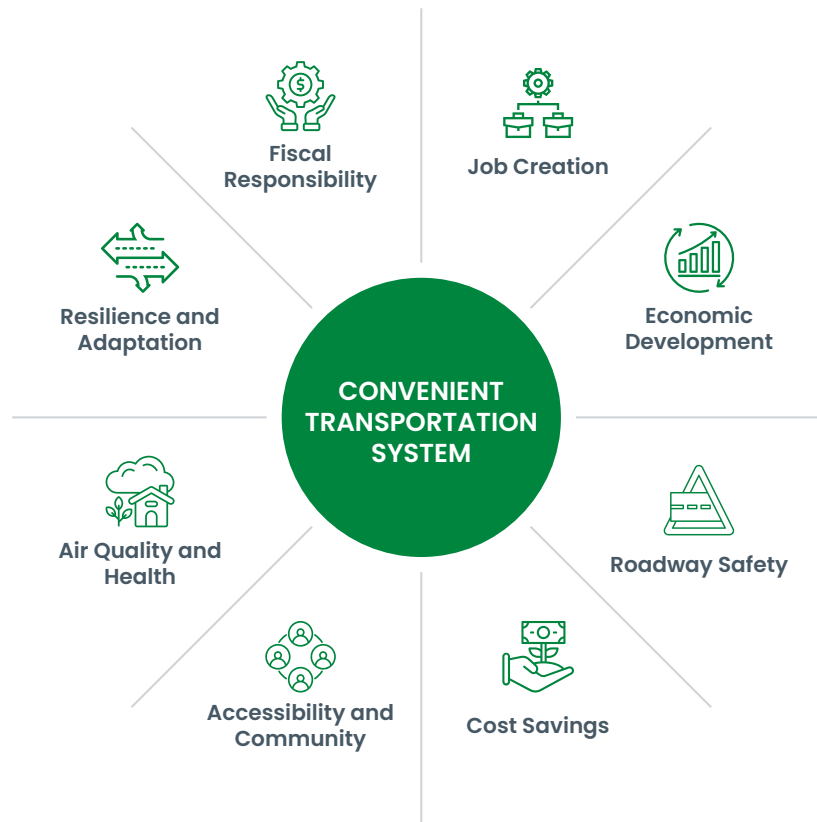 Fiscal
Responsibility
Job Creation
Resilience and
Adaptation
Economic
Development
CONVENIENT
TRANSPORTATION
SYSTEM
Air Quality and
Health
Roadway Safety
Accessibility and
Community
Cost Savings